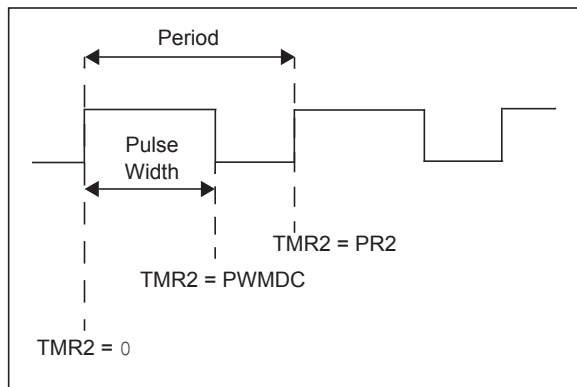 Period
Pulse
Width
TMR2 = PR2
TMR2 = PWMDC
TMR2 = 0